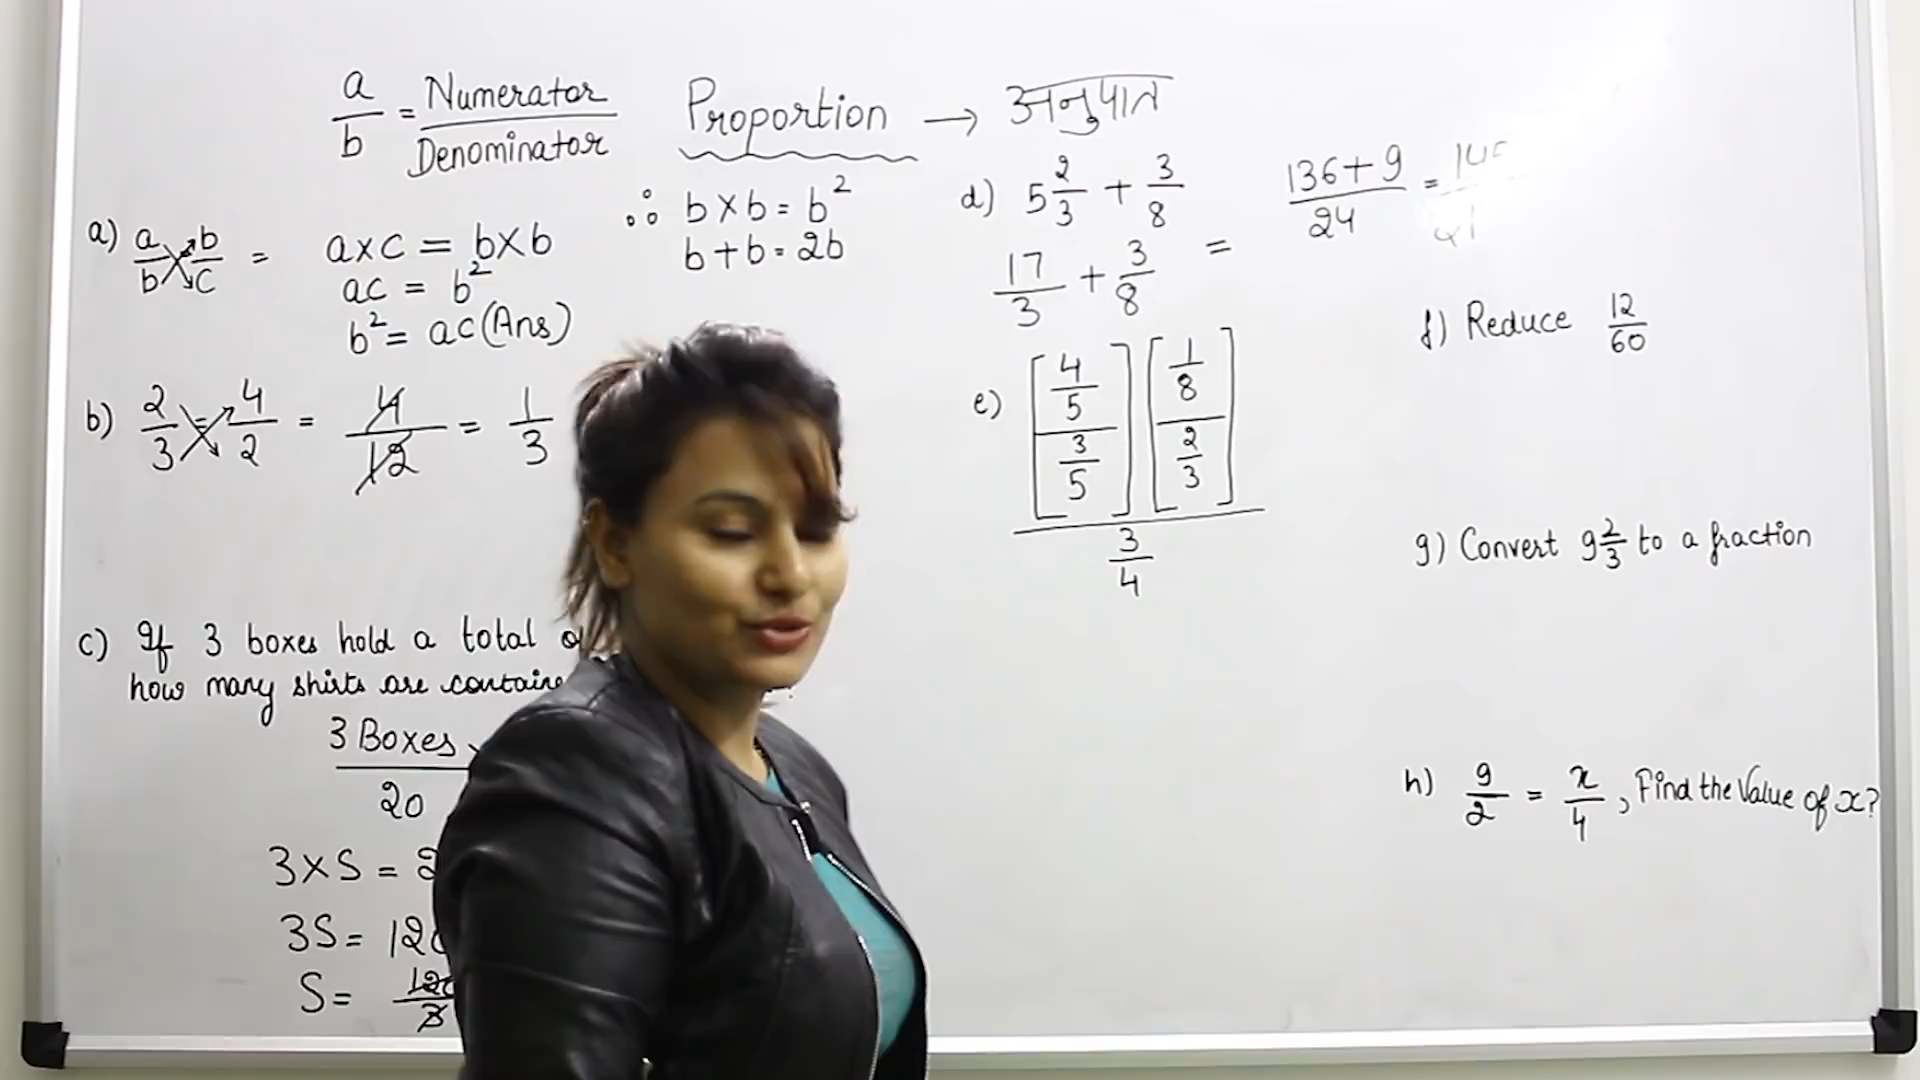 a/b = Numerator/Denominator
Proportion → अनुपात
a) a/b b/c = a×c = b×b
ac = b²
b² = ac (Ans)
∴ b×b = b²
b+b = 2b
b) 2/3 = 4/2 = 4/12 = 1/3
c) If 3 boxes hold a total
how many shirts are
3 Boxes
20
3×S =
3S =
S =
d) 5 2/3 + 3/8
17/3 + 3/8 =
(136+9)/24 =
e) [(4/5)/(3/5)] [(1/8)/(2/3)]
3/4
f) Reduce 12/60
g) Convert 9 2/3 to a fraction
h) 9/2 = x/4, Find the Value of x?